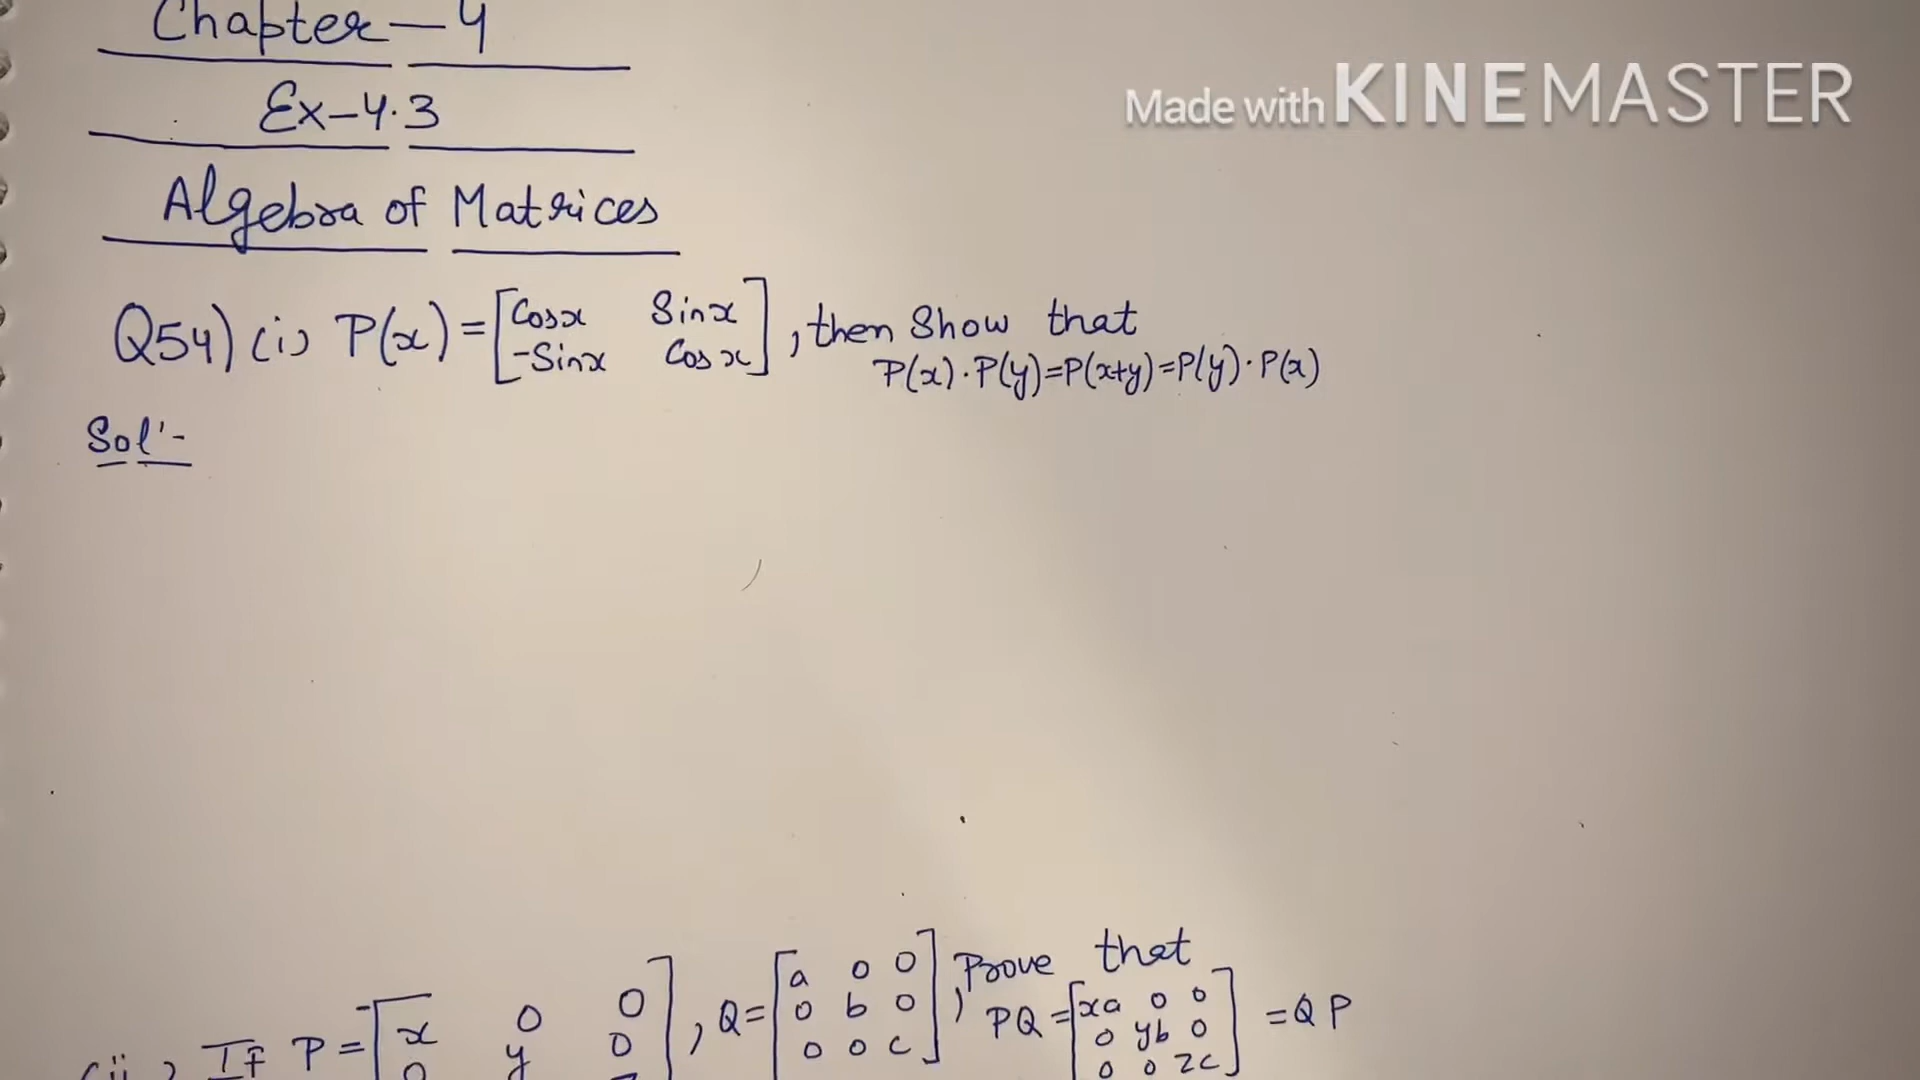 Chapter-4
Made with KINEMASTER
Ex-4.3
Algebra of Matrices
Q54) (i) P(x) = [Cosx Sinx
-Sinx Cosx], then Show that
P(x).P(y)=P(x+y)=P(y).P(x)
Sol':-
(ii) If P = [x 0 0
0 y 0
, Q = [a 0 0
0 b 0
0 0 c], Prove that
PQ = [xa 0 0
0 yb 0
0 0 zc] = QP